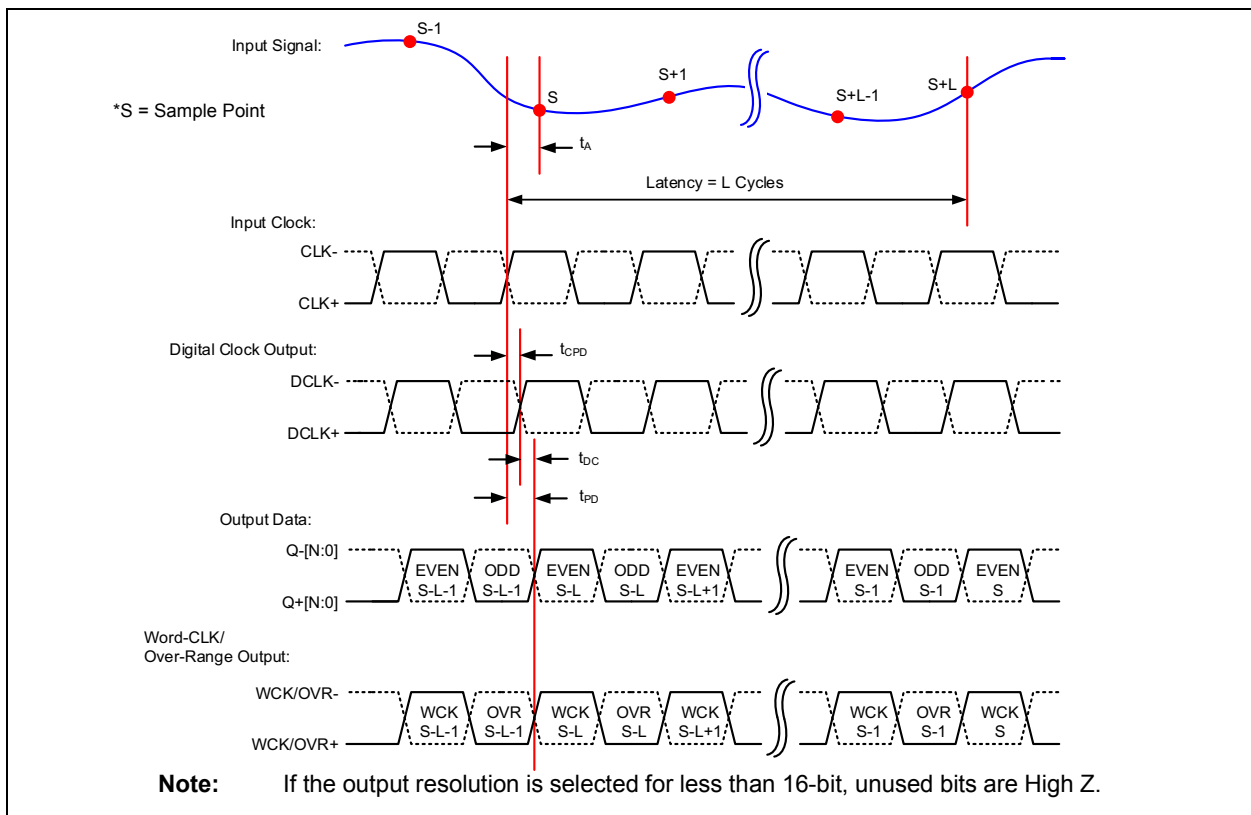 Input Signal:
S-1
S
S+1
S+L-1
S+L
*S = Sample Point
tA
Latency = L Cycles
Input Clock:
CLK-
CLK+
Digital Clock Output:
tCPD
DCLK-
DCLK+
tDC
tPD
Output Data:
Q-[N:0]
Q+[N:0]
EVEN ODD EVEN ODD EVEN EVEN ODD EVEN
S-L-1 S-L-1 S-L S-L S-L+1 S-1 S-1 S
Word-CLK/
Over-Range Output:
WCK/OVR-
WCK/OVR+
WCK OVR WCK OVR WCK WCK OVR WCK
S-L-1 S-L-1 S-L S-L S-L+1 S-1 S-1 S
Note: If the output resolution is selected for less than 16-bit, unused bits are High Z.